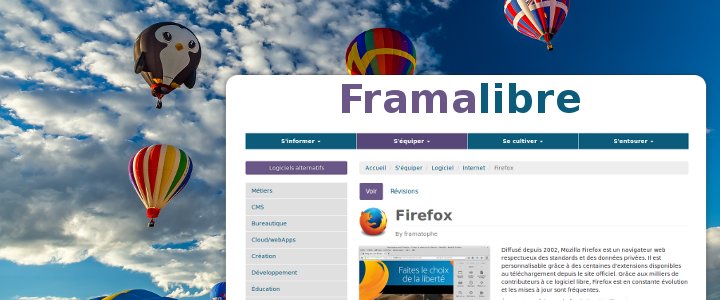 Framalibre
S'informer
S'équiper
Se cultiver
S'entourer
Logiciels alternatifs
Accueil / S'équiper / Logiciel / Internet / Firefox
Métiers
CMS
Bureautique
Cloud/webApps
Création
Développement
Education
Voir
Révisions
Firefox
By framatophe
Faites le choix
de la liberté
Diffusé depuis 2002, Mozilla Firefox est un navigateur web
respectueux des standards et des données privées. Il est
personnalisable grâce à des centaines d'extensions disponibles
au téléchargement depuis le site officiel. Grâce aux milliers de
contributeurs à ce logiciel libre, Firefox est en constante évolution
et les mises à jour sont fréquentes.